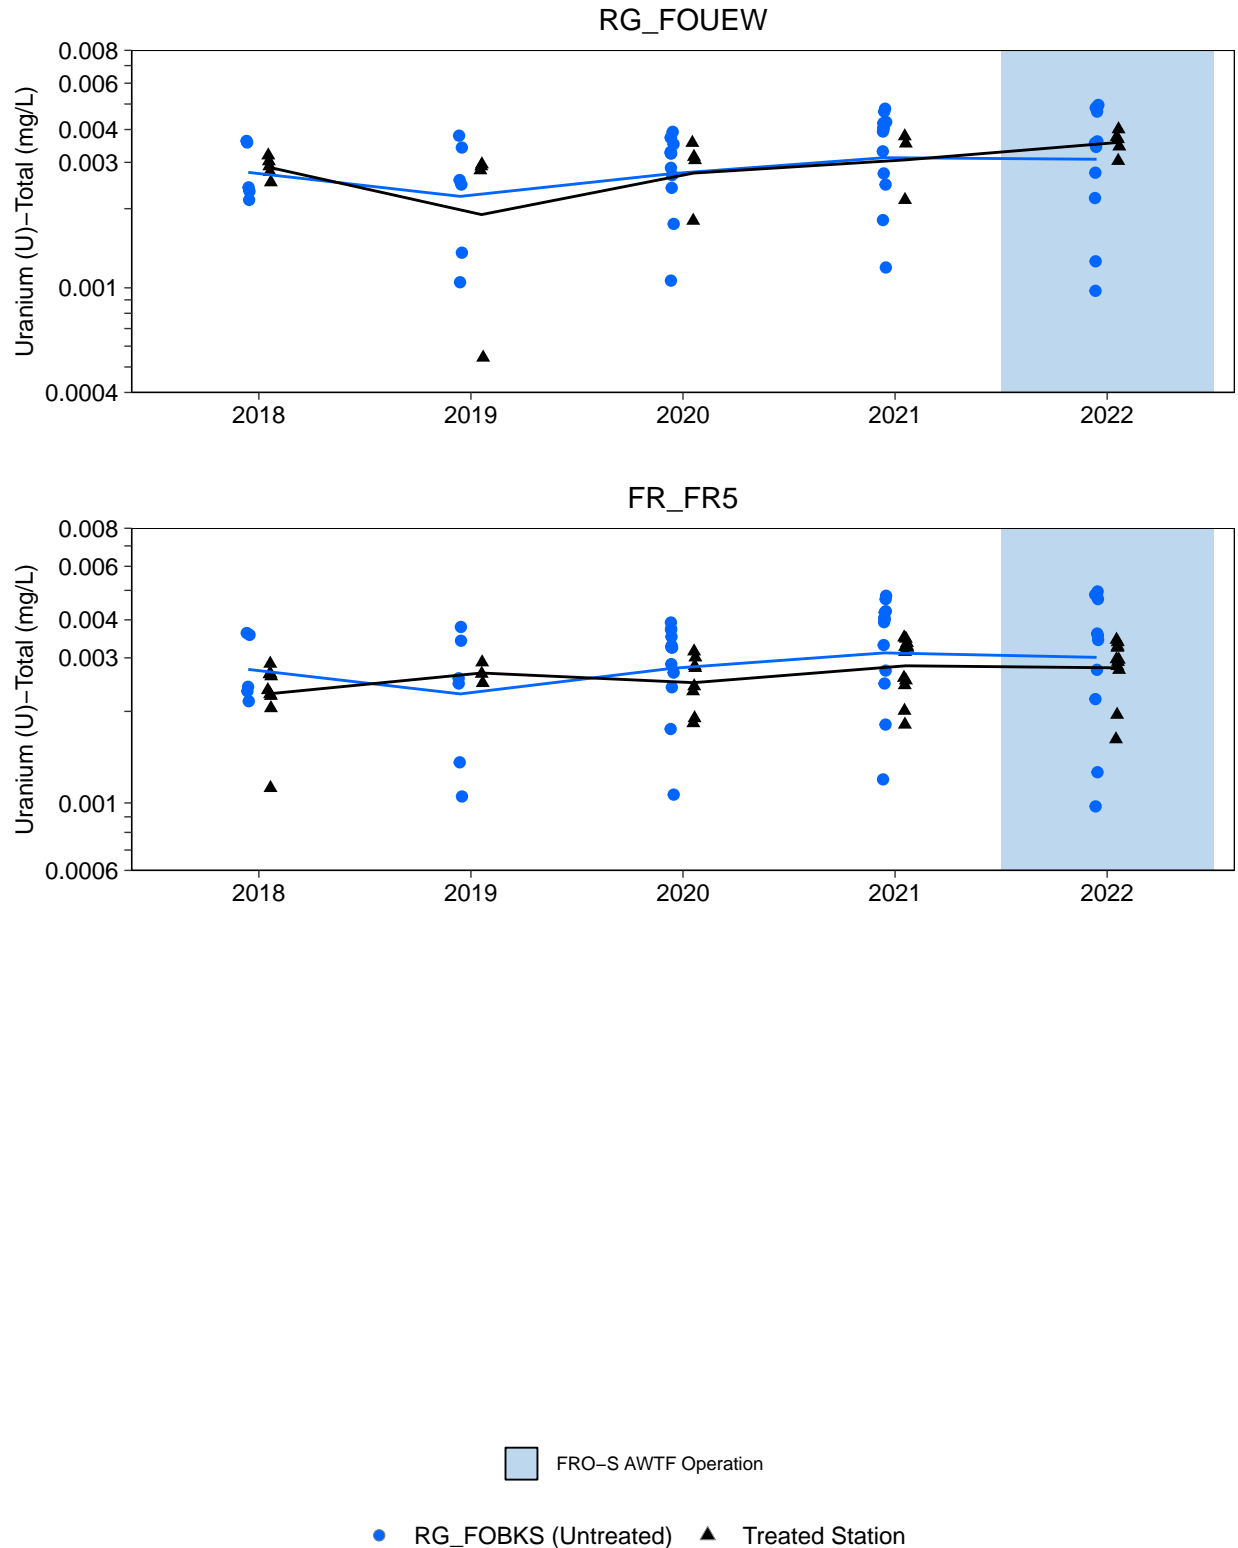 RG_FOUEW
Uranium (U)−Total (mg/L)
0.008
0.006
0.004
0.003
0.001
0.0004
2018 2019 2020 2021 2022
FR_FR5
Uranium (U)−Total (mg/L)
0.008
0.006
0.004
0.003
0.001
0.0006
2018 2019 2020 2021 2022
FRO−S AWTF Operation
RG_FOBKS (Untreated) Treated Station